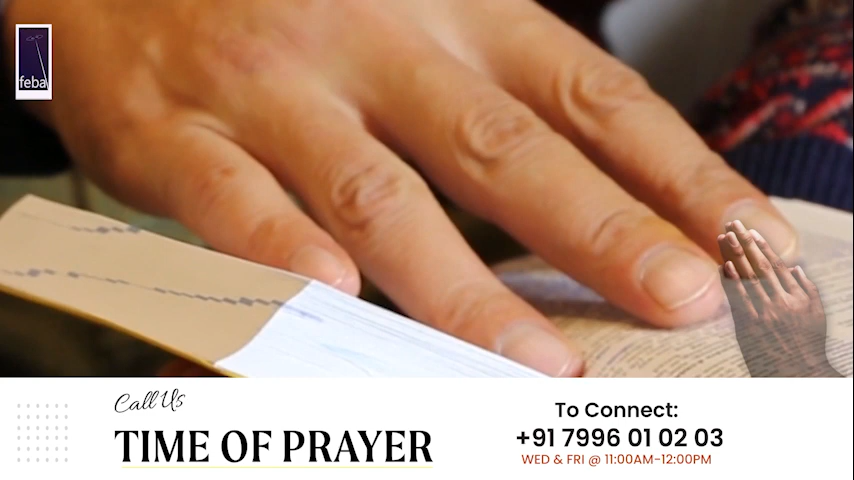 feba
Call Us
TIME OF PRAYER
To Connect:
+91 7996 01 02 03
WED & FRI @ 11:00AM-12:00PM